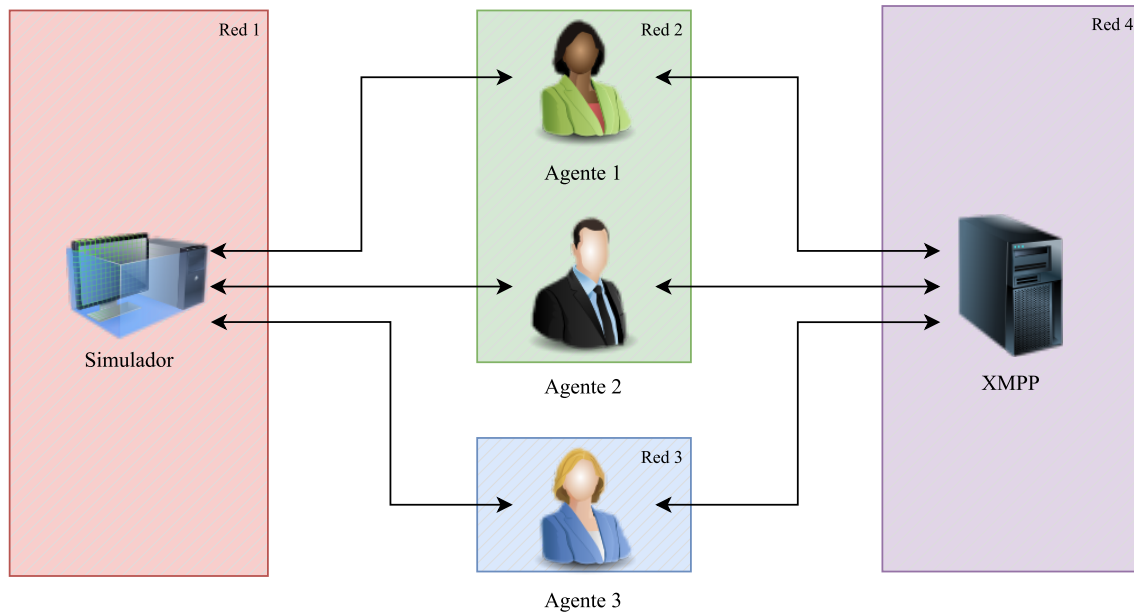 Red 1
Red 2
Red 4
Agente 1
Simulador
Agente 2
XMPP
Red 3
Agente 3